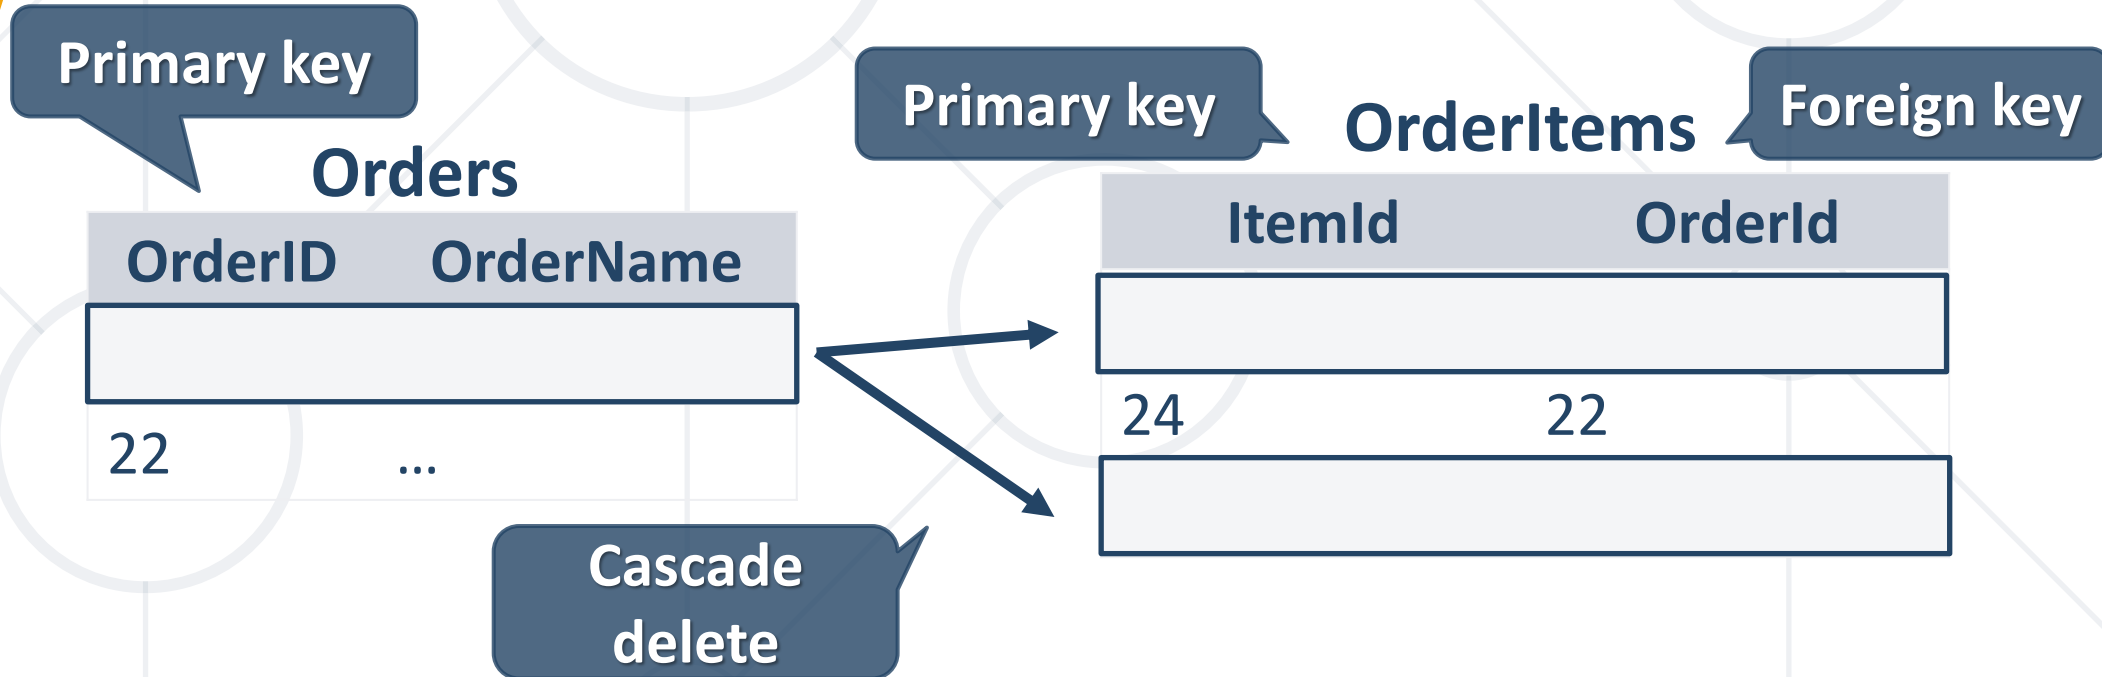 Primary key
Orders
OrderID OrderName
22 ...
Primary key
OrderItems
Foreign key
ItemId OrderId
24 22
Cascade
delete